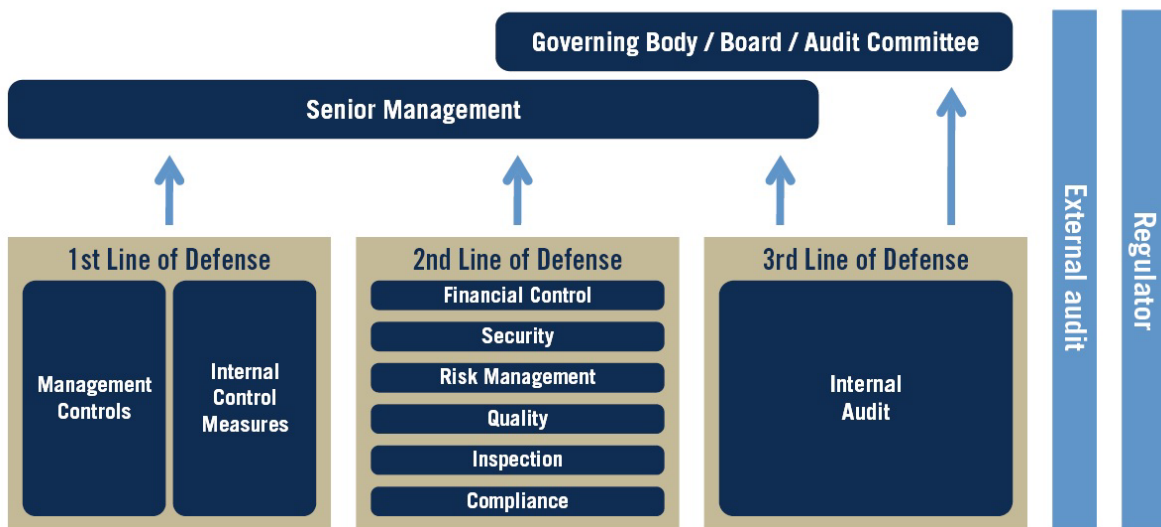 Governing Body / Board / Audit Committee
Senior Management
1st Line of Defense
Management
Controls
Internal
Control
Measures
2nd Line of Defense
Financial Control
Security
Risk Management
Quality
Inspection
Compliance
3rd Line of Defense
Internal
Audit
External audit
Regulator